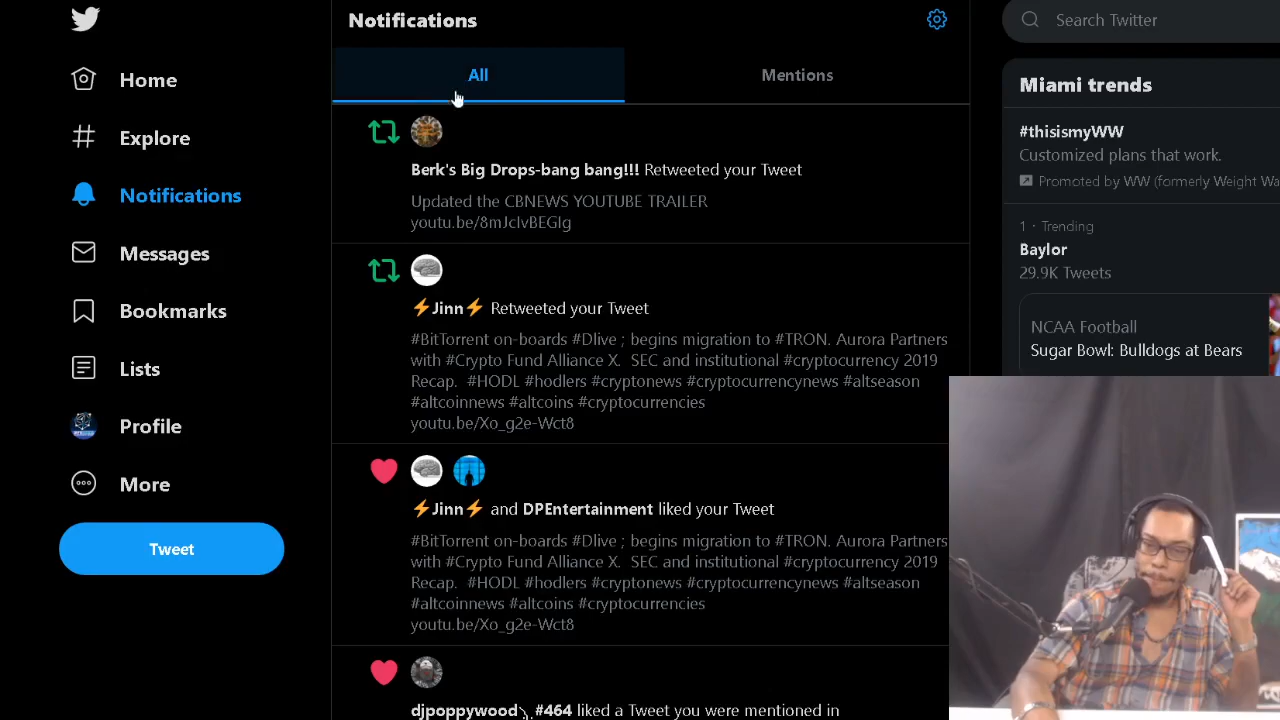 Home
Explore
Notifications
Messages
Bookmarks
Lists
Profile
More
Tweet
Notifications
All
Mentions
Berk's Big Drops-bang bang!!! Retweeted your Tweet
Updated the CBNEWS YOUTUBE TRAILER
youtu.be/8mJcIvBEGIg
⚡Jinn⚡ Retweeted your Tweet
#BitTorrent on-boards #Dlive ; begins migration to #TRON. Aurora Partners
with #Crypto Fund Alliance X. SEC and institutional #cryptocurrency 2019
Recap. #HODL #hodlers #cryptonews #cryptocurrencynews #altseason
#altcoinnews #altcoins #cryptocurrencies
youtu.be/Xo_g2e-Wct8
⚡Jinn⚡ and DPEntertainment liked your Tweet
#BitTorrent on-boards #Dlive ; begins migration to #TRON. Aurora Partners
with #Crypto Fund Alliance X. SEC and institutional #cryptocurrency 2019
Recap. #HODL #hodlers #cryptonews #cryptocurrencynews #altseason
#altcoinnews #altcoins #cryptocurrencies
youtu.be/Xo_g2e-Wct8
djpoppywood #464 liked a Tweet you were mentioned in
Search Twitter
Miami trends
#thisismyWW
Customized plans that work.
Promoted by WW (formerly Weight Wa
1 · Trending
Baylor
29.9K Tweets
NCAA Football
Sugar Bowl: Bulldogs at Bears